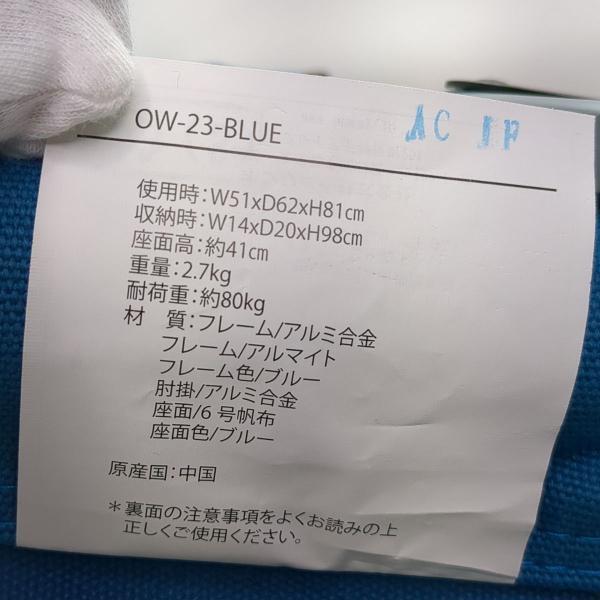 OW-23-BLUE
AC
使用時：W51xD62xH81㎝
収納時：W14xD20xH98㎝
座面高：約41㎝
重量：2.7kg
耐荷重：約80kg
材　質：フレーム/アルミ合金
フレーム/アルマイト
フレーム色/ブルー
肘掛/アルミ合金
座面/6号帆布
座面色/ブルー
原産国：中国
＊裏面の注意事項をよくお読みの上
正しくご使用ください。